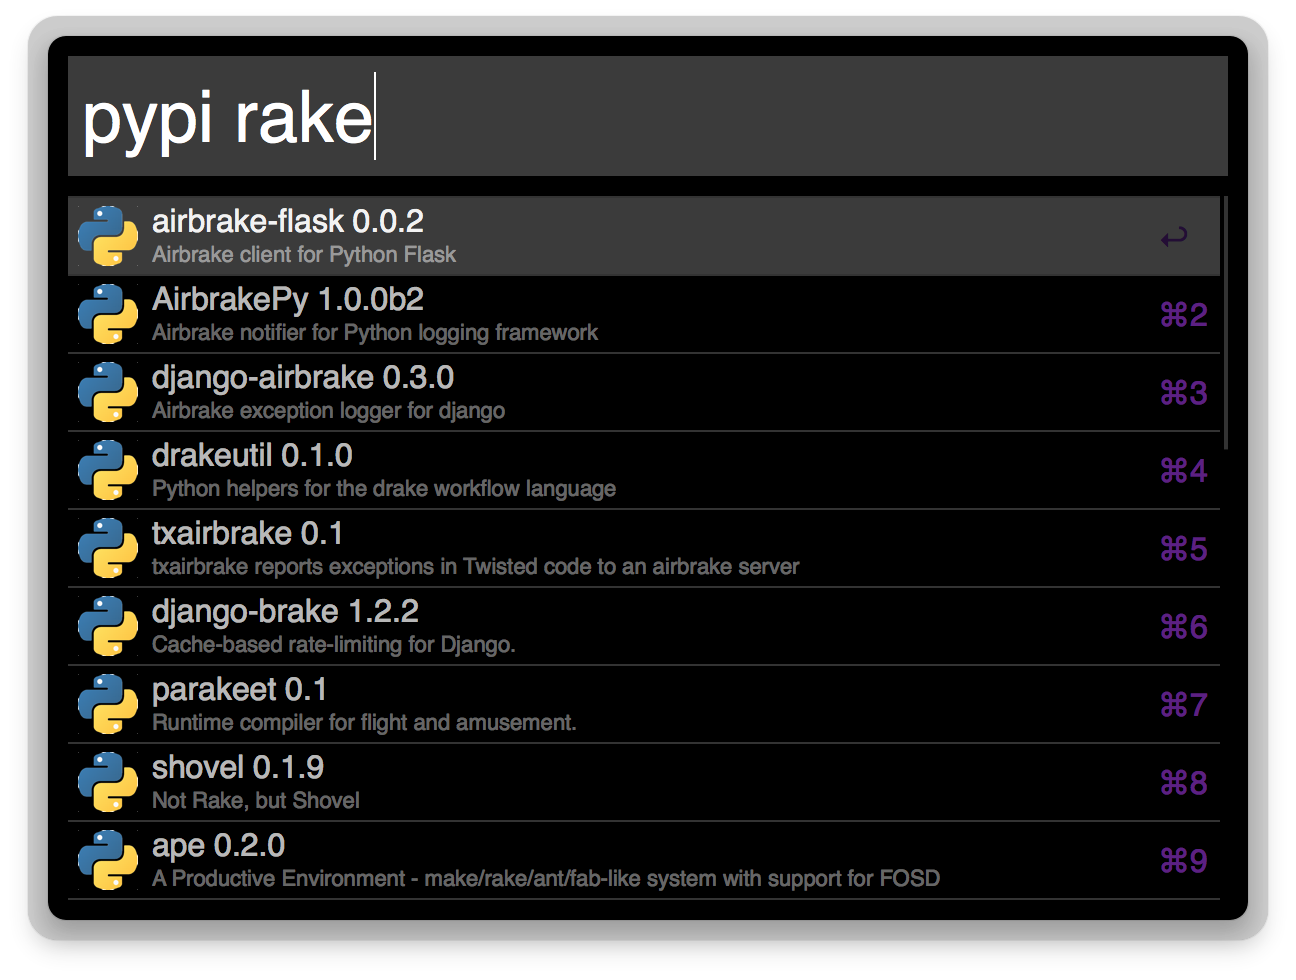 pypi rake
airbrake-flask 0.0.2
Airbrake client for Python Flask
AirbrakePy 1.0.0b2
Airbrake notifier for Python logging framework
⌘2
django-airbrake 0.3.0
Airbrake exception logger for django
⌘3
drakeutil 0.1.0
Python helpers for the drake workflow language
⌘4
txairbrake 0.1
txairbrake reports exceptions in Twisted code to an airbrake server
⌘5
django-brake 1.2.2
Cache-based rate-limiting for Django.
⌘6
parakeet 0.1
Runtime compiler for flight and amusement.
⌘7
shovel 0.1.9
Not Rake, but Shovel
⌘8
ape 0.2.0
A Productive Environment - make/rake/ant/fab-like system with support for FOSD
⌘9